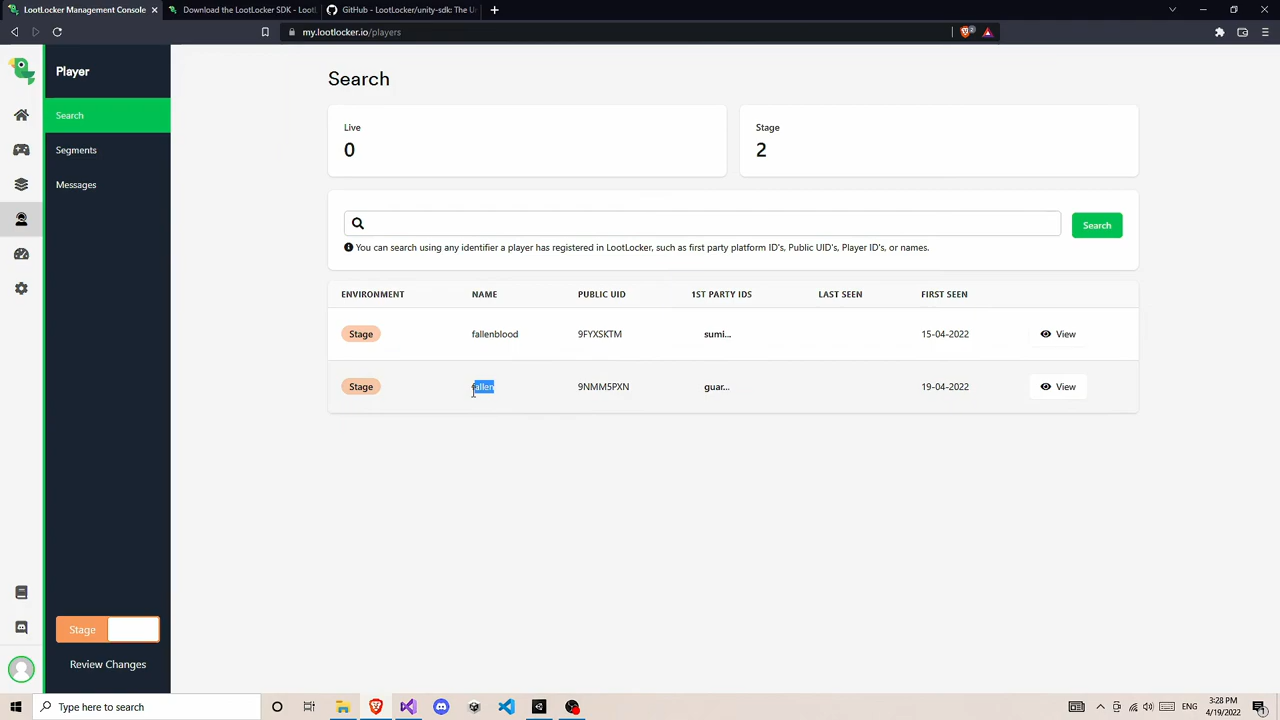 LootLocker Management Console
Download the LootLocker SDK - Loot
GitHub - LootLocker/unity-sdk: The U
my.lootlocker.io/players
Player
Search
Segments
Messages
Stage
Review Changes
Search
Live
0
Stage
2
Search
You can search using any identifier a player has registered in LootLocker, such as first party platform ID's, Public UID's, Player ID's, or names.
ENVIRONMENT NAME PUBLIC UID 1ST PARTY IDS LAST SEEN FIRST SEEN
Stage fallenblood 9FYXSKTM sumi... 15-04-2022 View
Stage fallen 9NMM5PXN guar... 19-04-2022 View
Type here to search
ENG
3:28 PM
4/19/2022